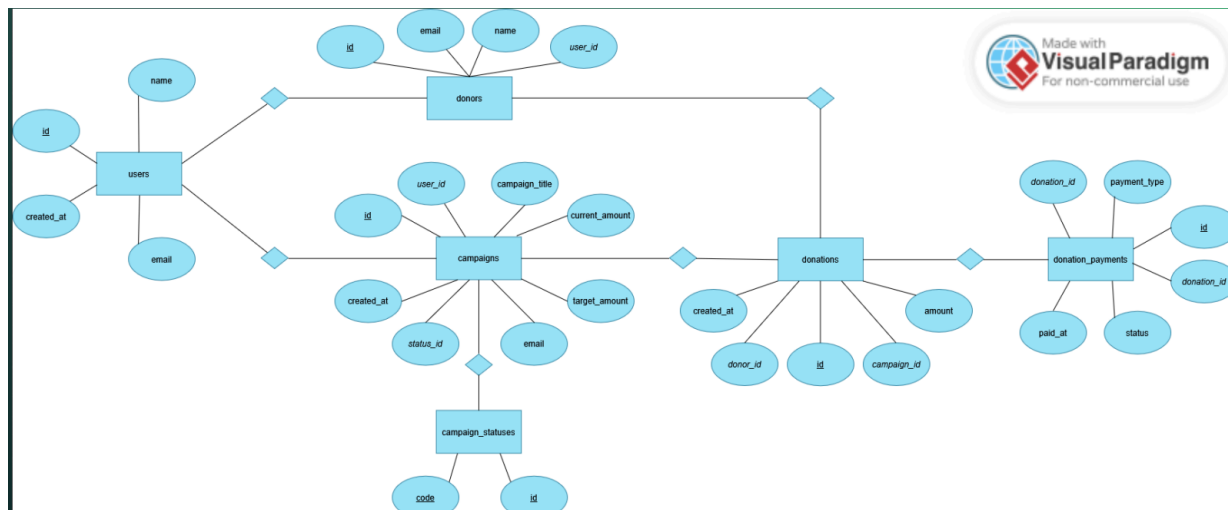 email
name
id
user_id
Made with
Visual Paradigm
For non-commercial use
name
donors
id
users
user_id
campaign_title
donation_id
payment_type
created_at
id
current_amount
id
email
campaigns
donations
donation_payments
donation_id
created_at
target_amount
created_at
amount
status_id
email
paid_at
status
donor_id
id
campaign_id
campaign_statuses
code
id